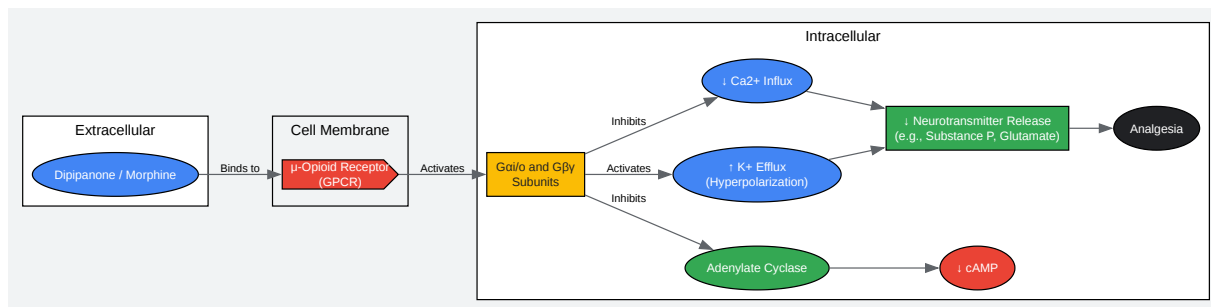 Extracellular
Dipipanone / Morphine
Binds to
Cell Membrane
μ-Opioid Receptor
(GPCR)
Activates
Intracellular
Gαi/o and Gβγ
Subunits
Inhibits
↓ Ca2+ Influx
Activates
↑ K+ Efflux
(Hyperpolarization)
Inhibits
Adenylate Cyclase
↓ cAMP
↓ Neurotransmitter Release
(e.g., Substance P, Glutamate)
Analgesia